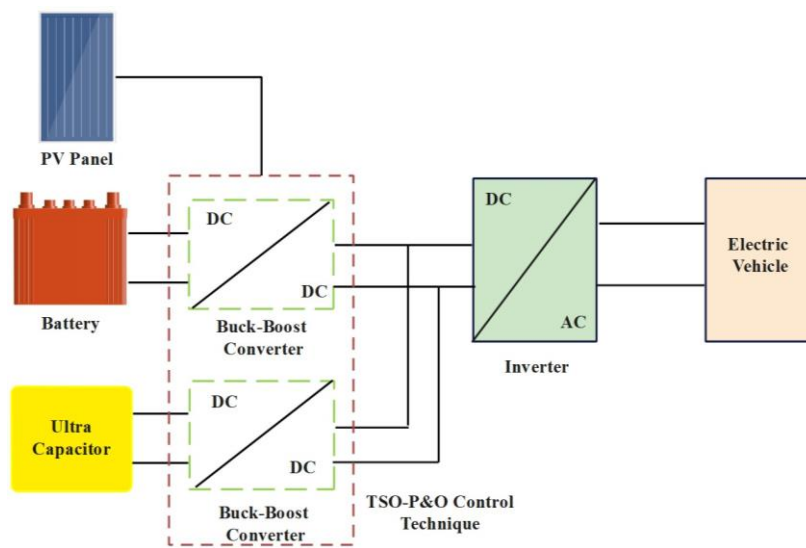 PV Panel
DC
DC
Buck-Boost
Converter
Battery
DC
AC
Inverter
Electric
Vehicle
Ultra
Capacitor
DC
DC
Buck-Boost
Converter
TSO-P&O Control
Technique